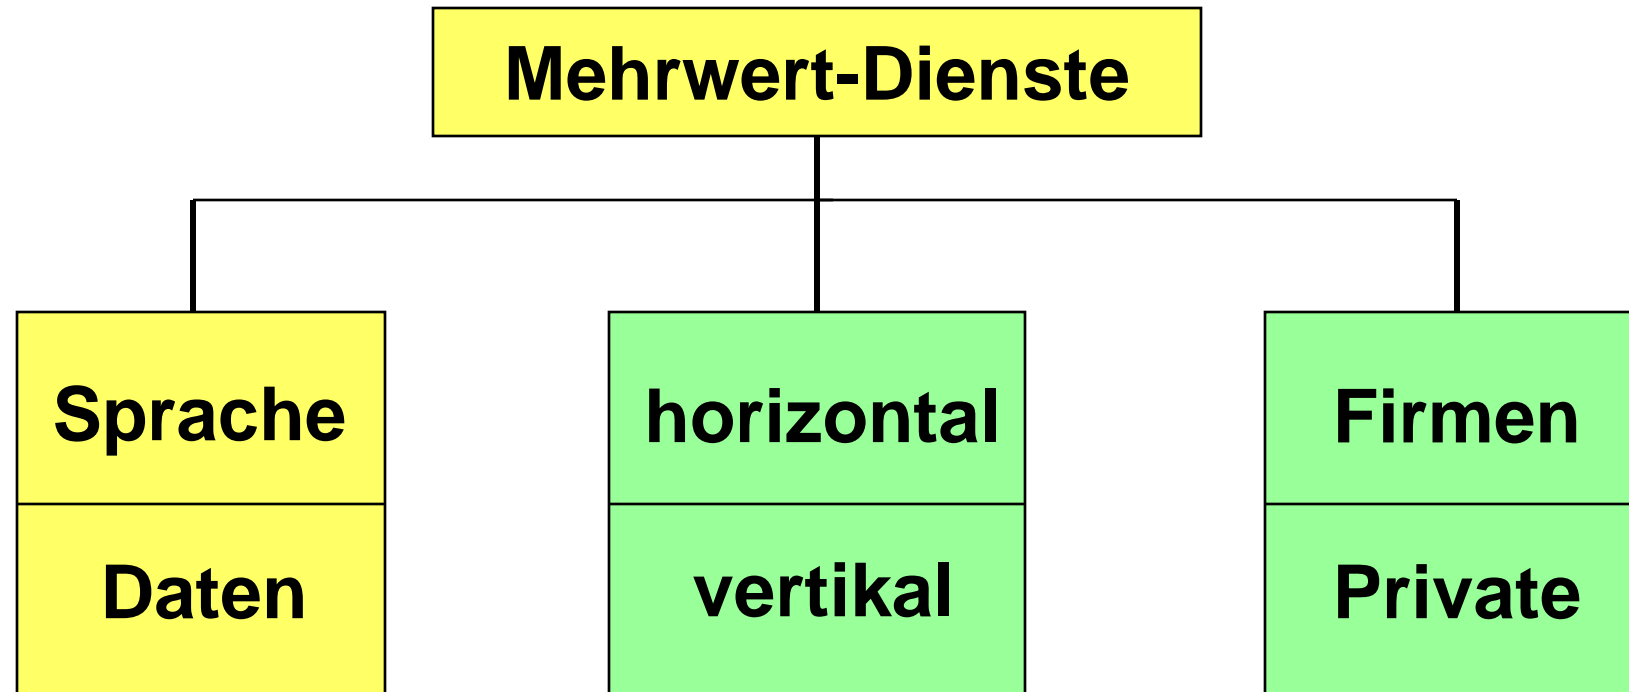 Mehrwert-Dienste
Sprache
Daten
horizontal
vertikal
Firmen
Private